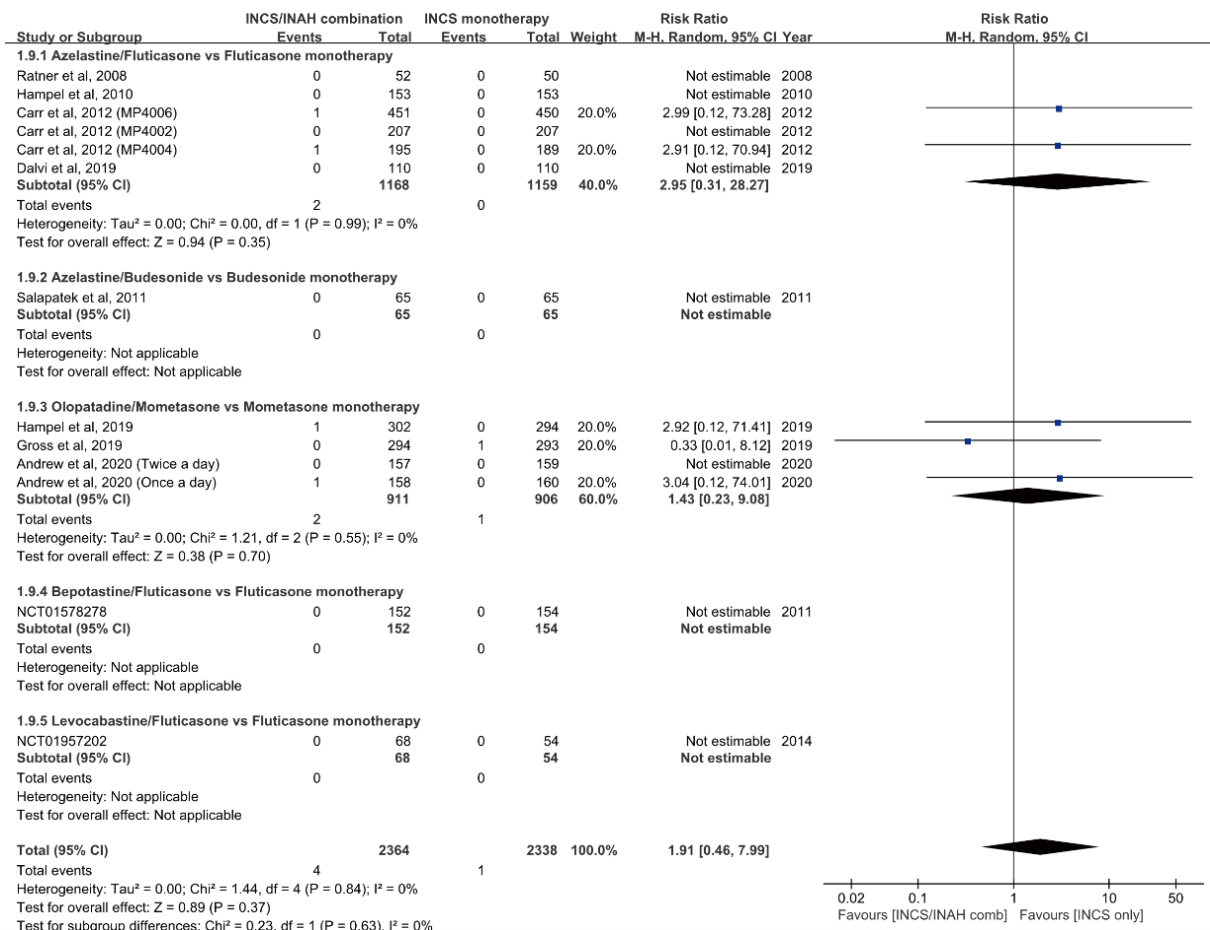 INCS/INAH combination INCS monotherapy Risk Ratio Risk Ratio
Study or Subgroup Events Total Events Total Weight M-H, Random, 95% CI Year M-H, Random, 95% CI
1.9.1 Azelastine/Fluticasone vs Fluticasone monotherapy
Ratner et al, 2008 0 52 0 50 Not estimable 2008
Hampel et al, 2010 0 153 0 153 Not estimable 2010
Carr et al, 2012 (MP4006) 1 451 0 450 20.0% 2.99 [0.12, 73.28] 2012
Carr et al, 2012 (MP4002) 0 207 0 207 Not estimable 2012
Carr et al, 2012 (MP4004) 1 195 0 189 20.0% 2.91 [0.12, 70.94] 2012
Dalvi et al, 2019 0 110 0 110 Not estimable 2019
Subtotal (95% CI) 1168 1159 40.0% 2.95 [0.31, 28.27]
Total events 2 0
Heterogeneity: Tau² = 0.00; Chi² = 0.00, df = 1 (P = 0.99); I² = 0%
Test for overall effect: Z = 0.94 (P = 0.35)
1.9.2 Azelastine/Budesonide vs Budesonide monotherapy
Salapatek et al, 2011 0 65 0 65 Not estimable 2011
Subtotal (95% CI) 65 65 Not estimable
Total events 0 0
Heterogeneity: Not applicable
Test for overall effect: Not applicable
1.9.3 Olopatadine/Mometasone vs Mometasone monotherapy
Hampel et al, 2019 1 302 0 294 20.0% 2.92 [0.12, 71.41] 2019
Gross et al, 2019 0 294 1 293 20.0% 0.33 [0.01, 8.12] 2019
Andrew et al, 2020 (Twice a day) 0 157 0 159 Not estimable 2020
Andrew et al, 2020 (Once a day) 1 158 0 160 20.0% 3.04 [0.12, 74.01] 2020
Subtotal (95% CI) 911 906 60.0% 1.43 [0.23, 9.08]
Total events 2 1
Heterogeneity: Tau² = 0.00; Chi² = 1.21, df = 2 (P = 0.55); I² = 0%
Test for overall effect: Z = 0.38 (P = 0.70)
1.9.4 Bepotastine/Fluticasone vs Fluticasone monotherapy
NCT01578278 0 152 0 154 Not estimable 2011
Subtotal (95% CI) 152 154 Not estimable
Total events 0 0
Heterogeneity: Not applicable
Test for overall effect: Not applicable
1.9.5 Levocabastine/Fluticasone vs Fluticasone monotherapy
NCT01957202 0 68 0 54 Not estimable 2014
Subtotal (95% CI) 68 54 Not estimable
Total events 0 0
Heterogeneity: Not applicable
Test for overall effect: Not applicable
Total (95% CI) 2364 2338 100.0% 1.91 [0.46, 7.99]
Total events 4 1
Heterogeneity: Tau² = 0.00; Chi² = 1.44, df = 4 (P = 0.84); I² = 0%
Test for overall effect: Z = 0.89 (P = 0.37)
Test for subgroup differences: Chi² = 0.23, df = 1 (P = 0.63), I² = 0%
0.02 0.1 1 10 50
Favours [INCS/INAH comb] Favours [INCS only]